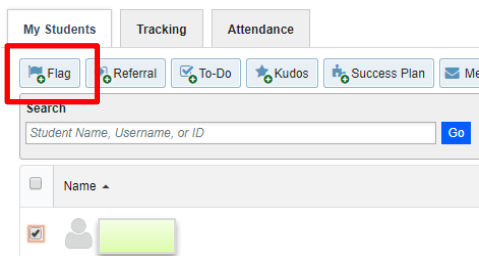 My Students Tracking Attendance
Flag Referral To-Do Kudos Success Plan Me
Search
Student Name, Username, or ID Go
Name